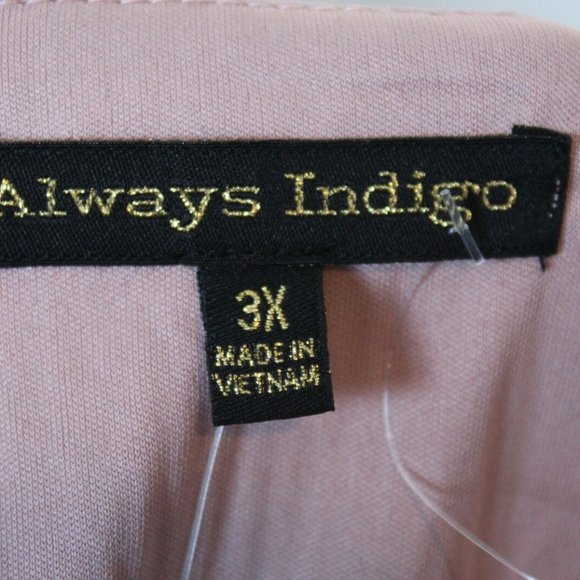 Always Indigo
3X
MADE IN
VIETNAM